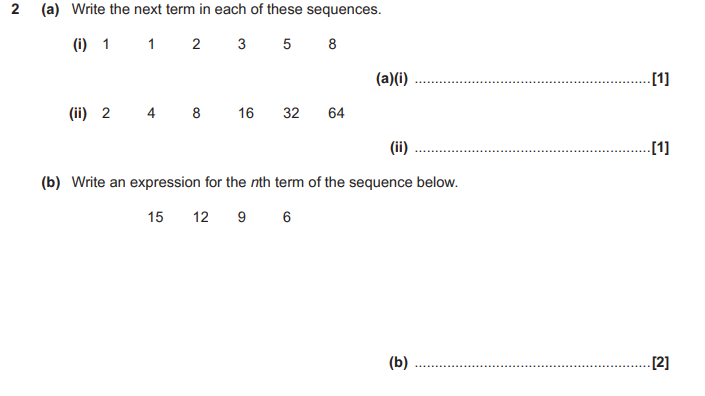 2 (a) Write the next term in each of these sequences.
(i) 1 1 2 3 5 8
(a)(i) ..........................................................[1]
(ii) 2 4 8 16 32 64
(ii) ..........................................................[1]
(b) Write an expression for the nth term of the sequence below.
15 12 9 6
(b) ..........................................................[2]